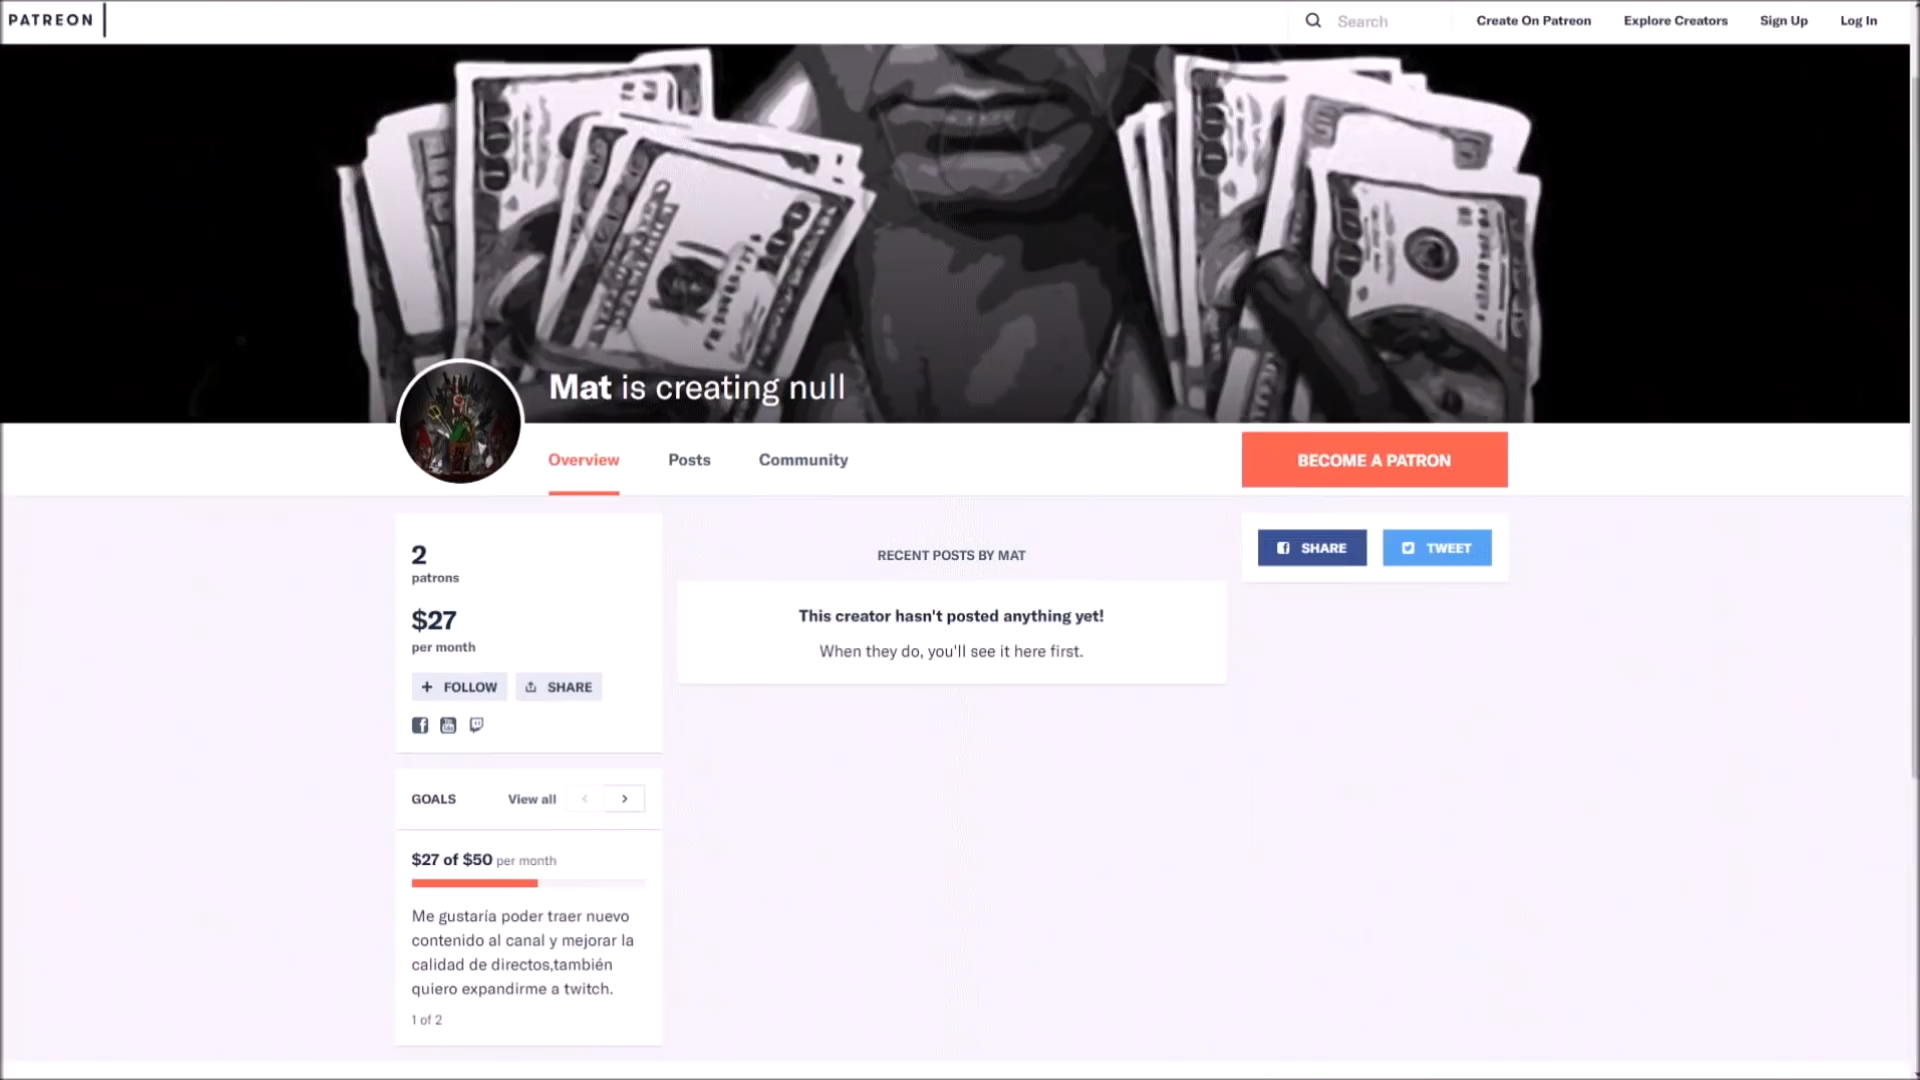 PATREON
Search
Create On Patreon
Explore Creators
Sign Up
Log In
Mat is creating null
Overview
Posts
Community
BECOME A PATRON
2
patrons
$27
per month
+ FOLLOW
SHARE
RECENT POSTS BY MAT
This creator hasn't posted anything yet!
When they do, you'll see it here first.
SHARE
TWEET
GOALS
View all
$27 of $50 per month
Me gustaría poder traer nuevo
contenido al canal y mejorar la
calidad de directos,también
quiero expandirme a twitch.
1 of 2